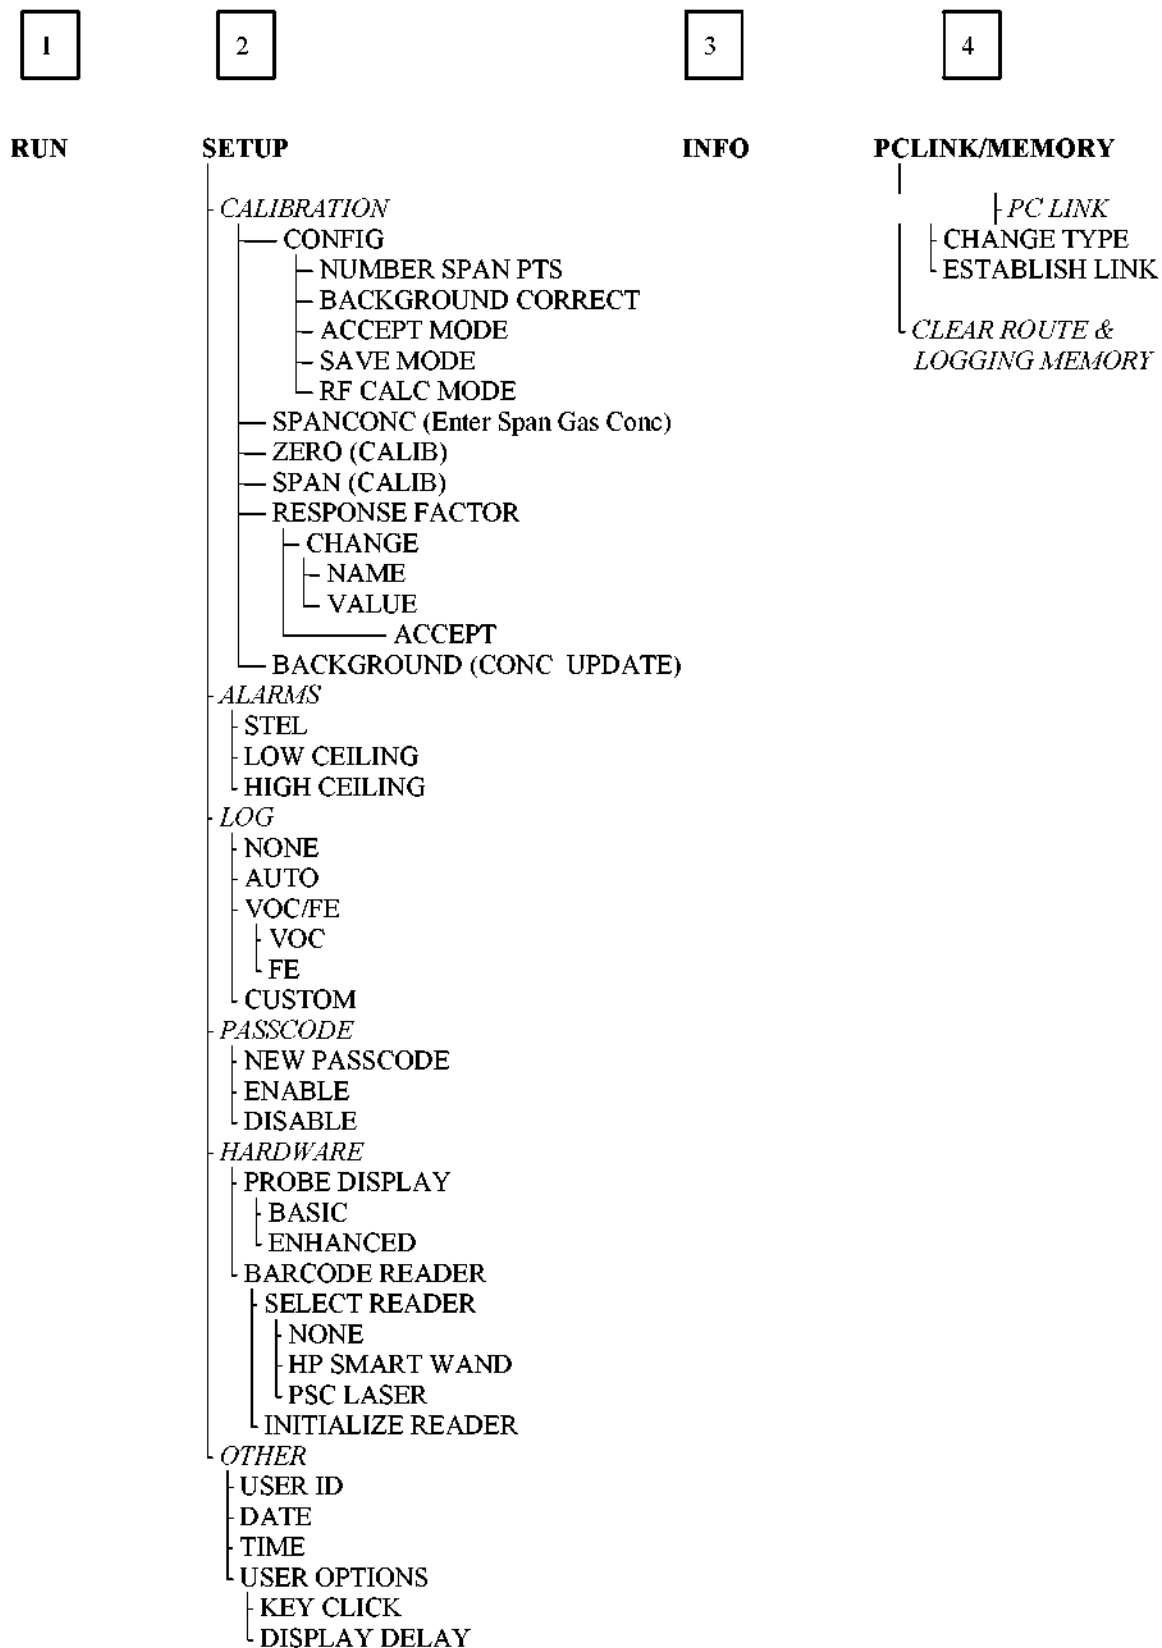 1 2 3 4
RUN SETUP INFO PCLINK/MEMORY
CALIBRATION PC LINK
CONFIG CHANGE TYPE
NUMBER SPAN PTS ESTABLISH LINK
BACKGROUND CORRECT
ACCEPT MODE CLEAR ROUTE &
SAVE MODE LOGGING MEMORY
RF CALC MODE
SPANCONC (Enter Span Gas Conc)
ZERO (CALIB)
SPAN (CALIB)
RESPONSE FACTOR
CHANGE
NAME
VALUE
ACCEPT
BACKGROUND (CONC UPDATE)
ALARMS
STEL
LOW CEILING
HIGH CEILING
LOG
NONE
AUTO
VOC/FE
VOC
FE
CUSTOM
PASSCODE
NEW PASSCODE
ENABLE
DISABLE
HARDWARE
PROBE DISPLAY
BASIC
ENHANCED
BARCODE READER
SELECT READER
NONE
HP SMART WAND
PSC LASER
INITIALIZE READER
OTHER
USER ID
DATE
TIME
USER OPTIONS
KEY CLICK
DISPLAY DELAY